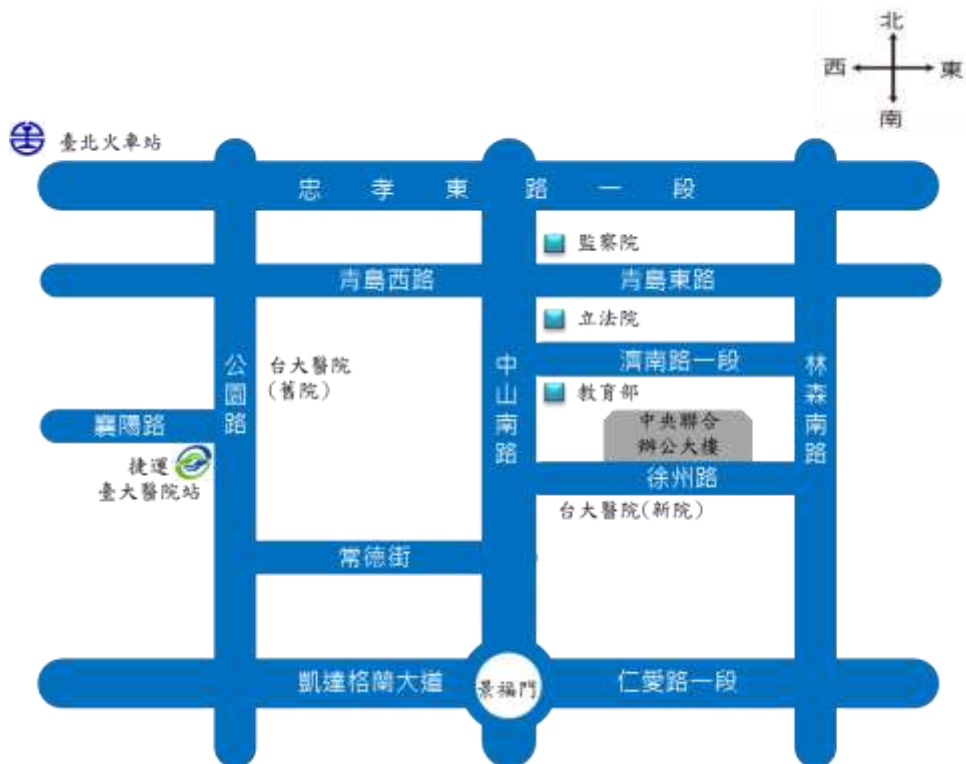 北
西 東
南
臺北火車站
忠孝東路一段
監察院
青島西路
青島東路
立法院
公園路
台大醫院
(舊院)
中山南路
濟南路一段
林森南路
教育部
襄陽路
中央聯合
辦公大樓
捷運
臺大醫院站
徐州路
台大醫院(新院)
常德街
凱達格蘭大道
景福門
仁愛路一段